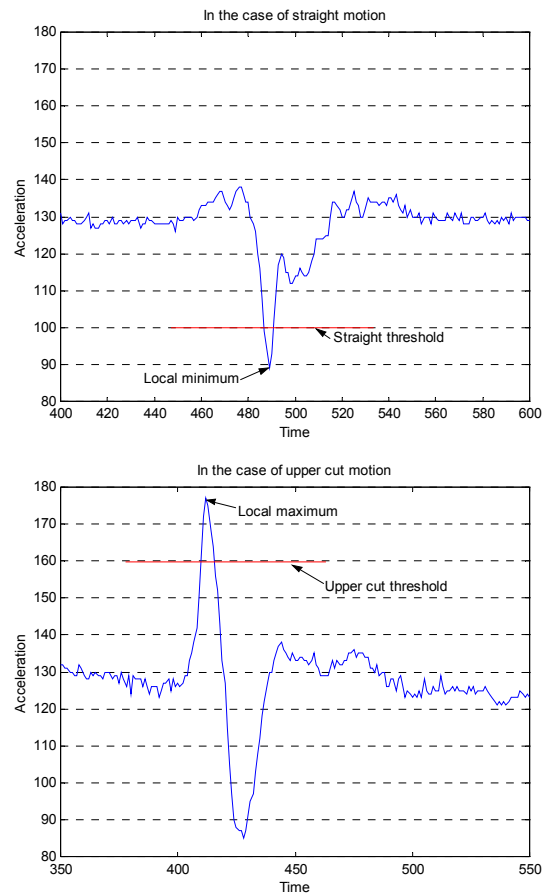 In the case of straight motion
180
170
160
150
140
130
120
110
100
90
80
Acceleration
Straight threshold
Local minimum
400 420 440 460 480 500 520 540 560 580 600
Time
In the case of upper cut motion
180
170
160
150
140
130
120
110
100
90
80
Acceleration
Local maximum
Upper cut threshold
350 400 450 500 550
Time